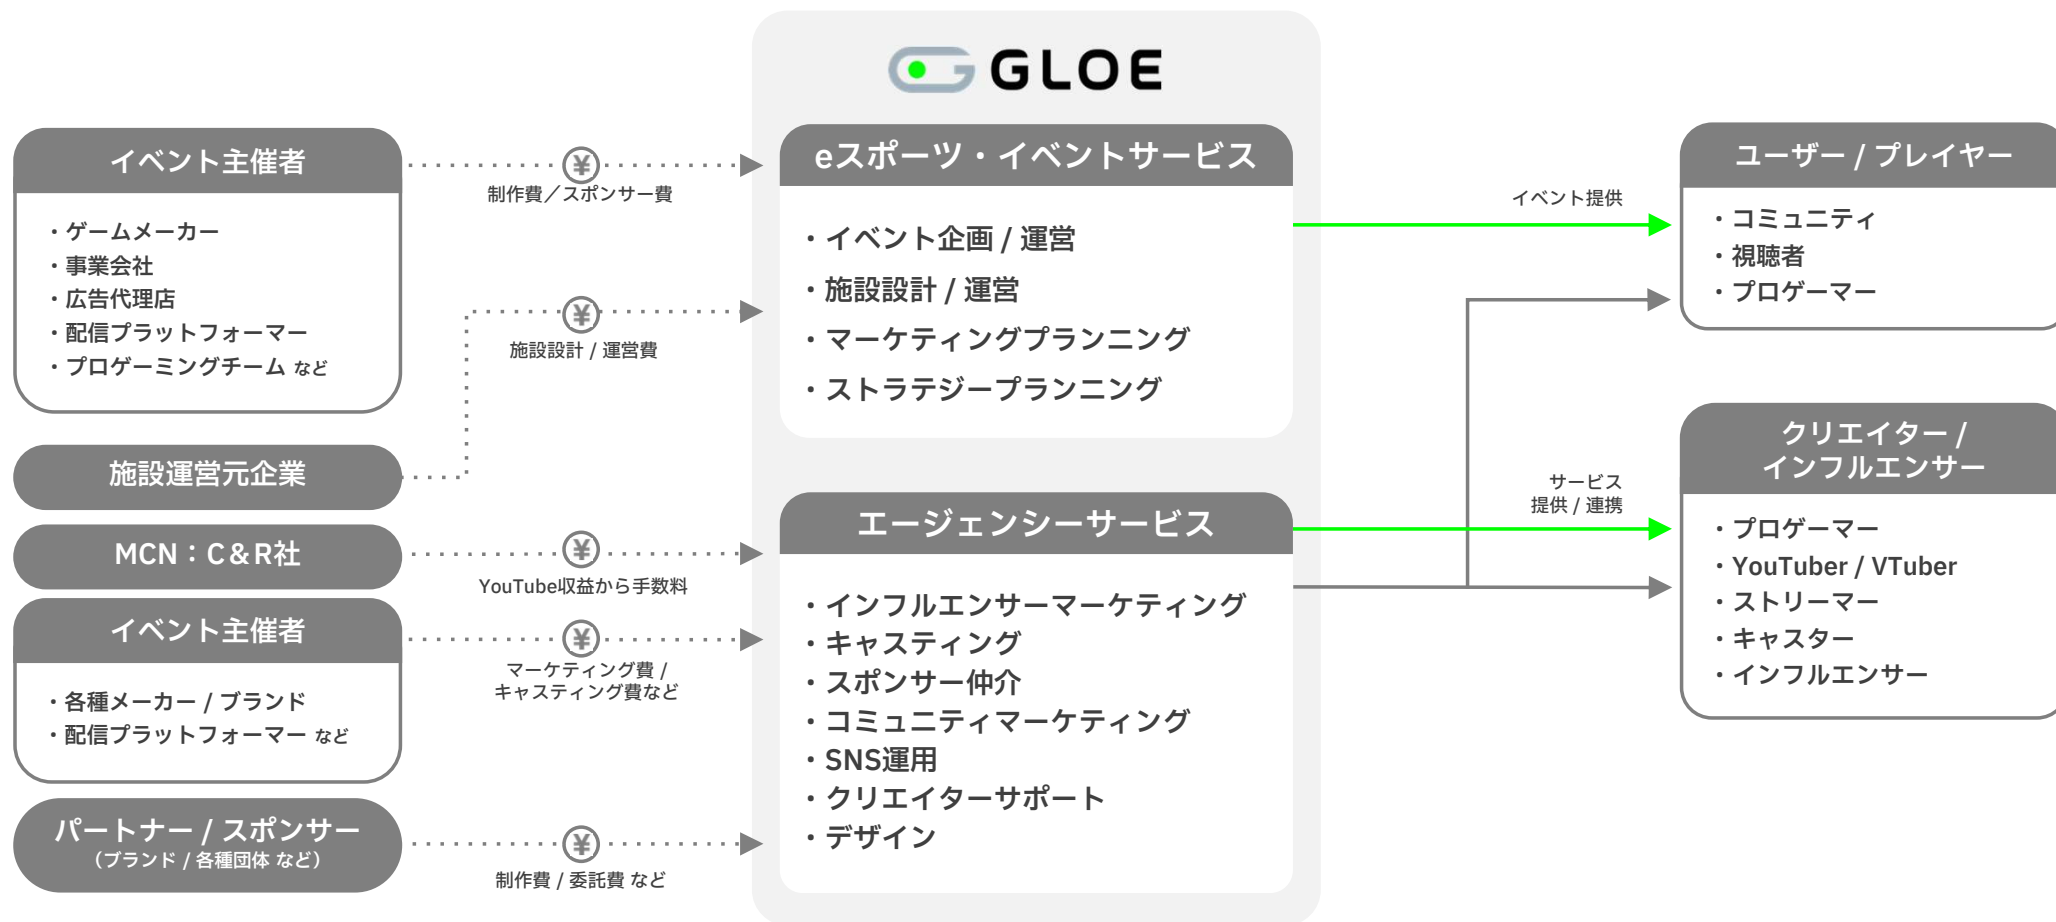 GLOE
イベント主催者
・ゲームメーカー
・事業会社
・広告代理店
・配信プラットフォーマー
・プロゲーミングチーム など
施設運営元企業
MCN：C＆R社
イベント主催者
・各種メーカー / ブランド
・配信プラットフォーマー など
パートナー / スポンサー
（ブランド / 各種団体 など）
¥
制作費／スポンサー費
¥
施設設計 / 運営費
¥
YouTube収益から手数料
¥
マーケティング費 /
キャスティング費など
¥
制作費 / 委託費 など
eスポーツ・イベントサービス
・イベント企画 / 運営
・施設設計 / 運営
・マーケティングプランニング
・ストラテジープランニング
エージェンシーサービス
・インフルエンサーマーケティング
・キャスティング
・スポンサー仲介
・コミュニティマーケティング
・SNS運用
・クリエイターサポート
・デザイン
イベント提供
サービス
提供 / 連携
ユーザー / プレイヤー
・コミュニティ
・視聴者
・プロゲーマー
クリエイター /
インフルエンサー
・プロゲーマー
・YouTuber / VTuber
・ストリーマー
・キャスター
・インフルエンサー